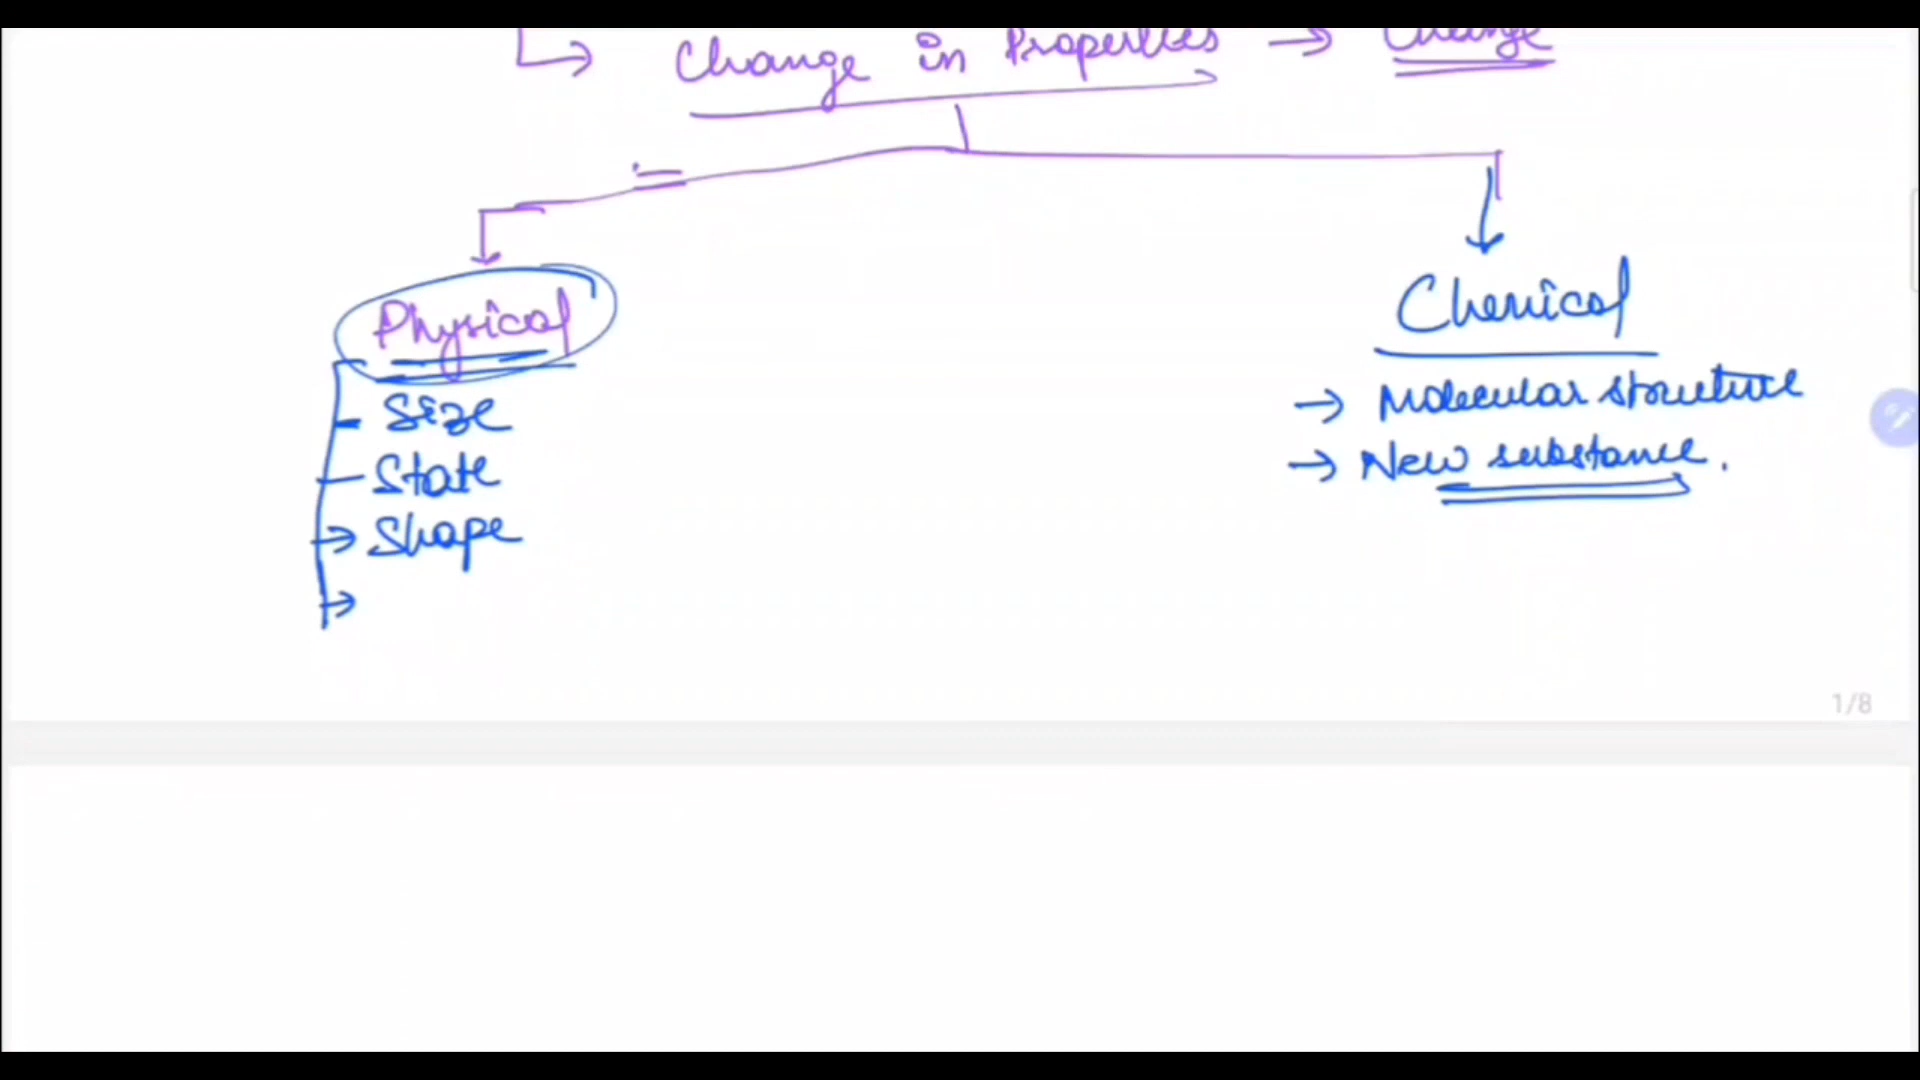 ↳ Change in Properties → Change
Physical
Size
State
→ Shape
→
Chemical
→ Molecular structure
→ New substance.
1/8